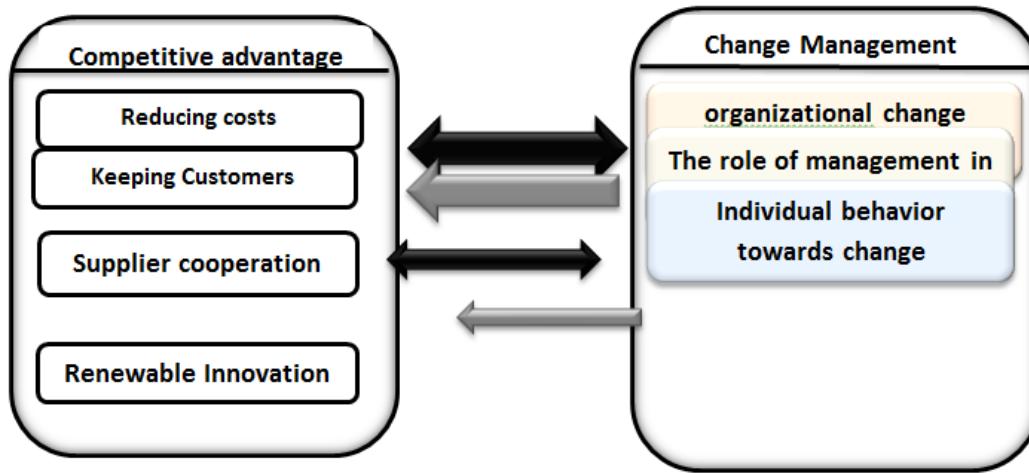 Competitive advantage
Reducing costs
Keeping Customers
Supplier cooperation
Renewable Innovation
Change Management
organizational change
The role of management in
Individual behavior
towards change